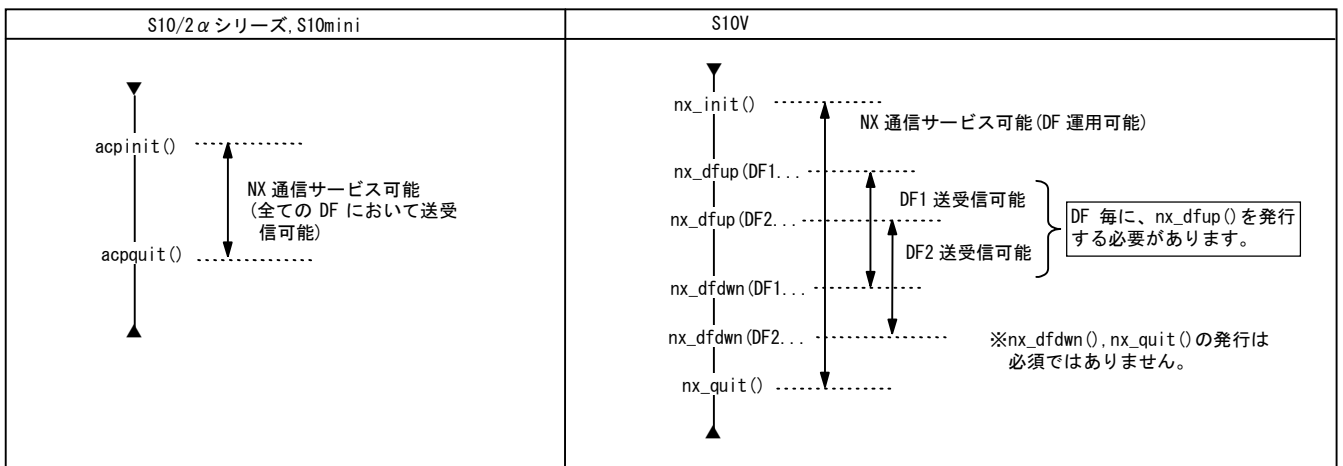 S10/2αシリーズ,S10mini
S10V
acpinit()
NX 通信サービス可能
(全ての DF において送受
信可能)
acpquit()
nx_init()
NX 通信サービス可能(DF 運用可能)
nx_dfup(DF1...
DF1 送受信可能
nx_dfup(DF2...
DF2 送受信可能
DF 毎に、nx_dfup()を発行
する必要があります。
nx_dfdwn(DF1...
nx_dfdwn(DF2...
※nx_dfdwn(),nx_quit()の発行は
必須ではありません。
nx_quit()